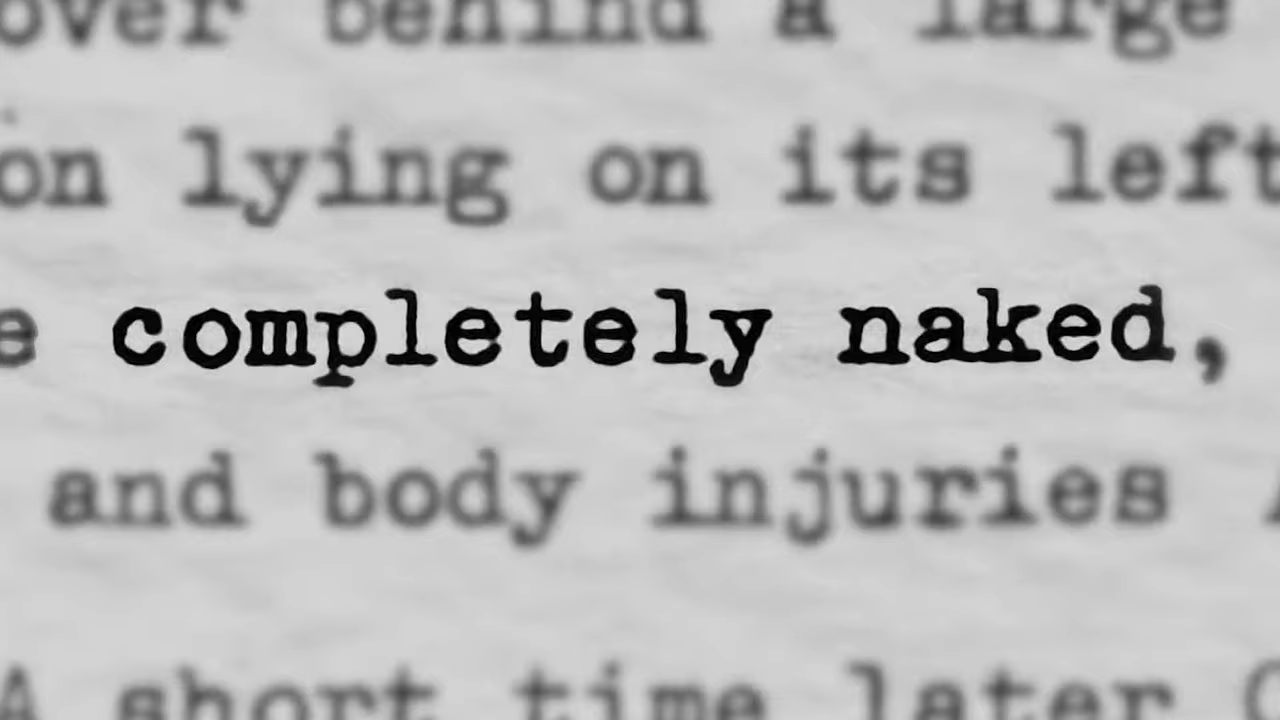 over behind a large
on lying on its left
e completely naked,
and body injuries
A short time later